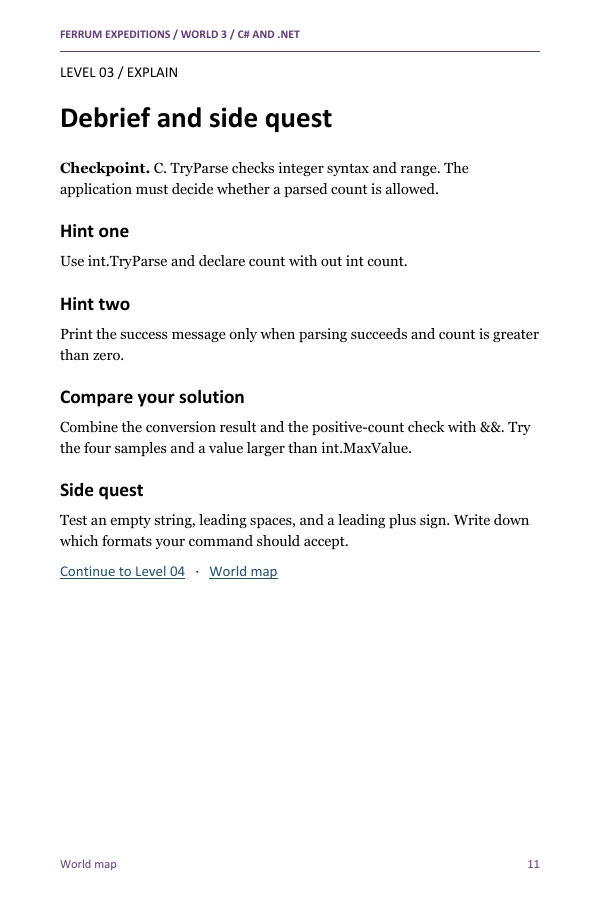 FERRUM EXPEDITIONS / WORLD 3 / C# AND .NET
LEVEL 03 / EXPLAIN
Debrief and side quest
Checkpoint. C. TryParse checks integer syntax and range. The
application must decide whether a parsed count is allowed.
Hint one
Use int.TryParse and declare count with out int count.
Hint two
Print the success message only when parsing succeeds and count is greater
than zero.
Compare your solution
Combine the conversion result and the positive-count check with &&. Try
the four samples and a value larger than int.MaxValue.
Side quest
Test an empty string, leading spaces, and a leading plus sign. Write down
which formats your command should accept.
Continue to Level 04 · World map
World map 11